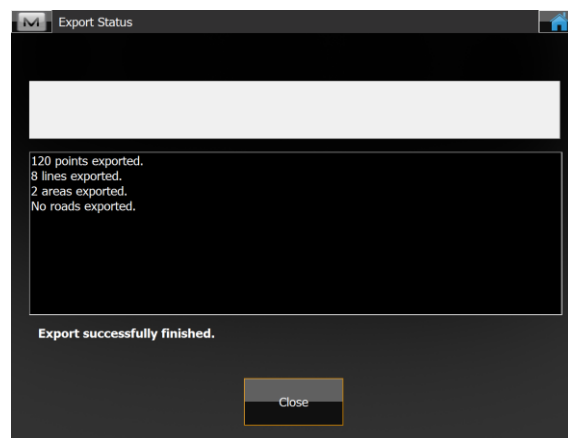 M Export Status
120 points exported.
8 lines exported.
2 areas exported.
No roads exported.
Export successfully finished.
Close